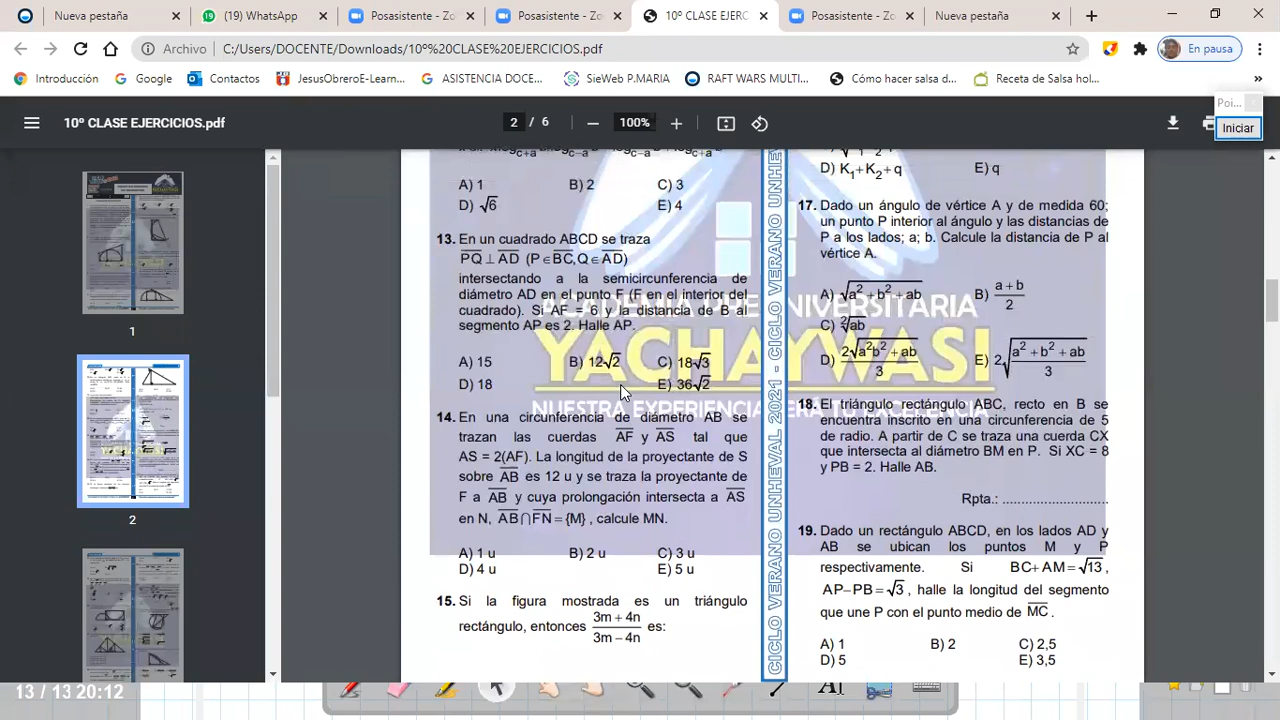 Nueva pestaña
(19) WhatsApp
Posasistente - Zo
Posasistente - Zo
10º CLASE EJERC
Posasistente - Zo
Nueva pestaña
Archivo | C:/Users/DOCENTE/Downloads/10º%20CLASE%20EJERCICIOS.pdf
En pausa
Introducción
Google
Contactos
JesusObreroE-Learn...
ASISTENCIA DOCE...
SieWeb P.MARIA
RAFT WARS MULTI...
Cómo hacer salsa d...
Receta de Salsa hol...
»
Poi...
Iniciar
10º CLASE EJERCICIOS.pdf
2 / 6
100%
1
2
13 / 13 20:12
A) 1 B) 2 C) 3
D) √6 E) 4
13. En un cuadrado ABCD se traza
PQ ⊥ AD (P∈BC,Q∈AD)
intersectando a la semicircunferencia de
diámetro AD en el punto F (F en el interior del
cuadrado). Si AF = 6 y la distancia de B al
segmento AP es 2. Halle AP.
A) 15 B) 12√2 C) 18√3
D) 18 E) 36√2
14. En una circunferencia de diámetro AB se
trazan las cuerdas AF y AS tal que
AS = 2(AF). La longitud de la proyectante de S
sobre AB es 12 u y se traza la proyectante de
F a AB y cuya prolongación intersecta a AS
en N, AB∩FN={M}, calcule MN.
A) 1 u B) 2 u C) 3 u
D) 4 u E) 5 u
15. Si la figura mostrada es un triángulo
rectángulo, entonces (3m + 4n)/(3m − 4n) es:
CICLO VERANO UNHEVAL 2021 - CICLO VERANO UNHEV
YACHAYWASI
D) K₁+K₂+q E) q
17. Dado un ángulo de vértice A y de medida 60;
un punto P interior al ángulo y las distancias de
P a los lados; a; b. Calcule la distancia de P al
vértice A.
A) √(a²+b²+ab) B) (a+b)/2
C) ∛ab
D) 2√(a²b²+ab)/3 E) 2√((a²+b²+ab)/3)
18. El triángulo rectángulo ABC, recto en B se
encuentra inscrito en una circunferencia de 5
de radio. A partir de C se traza una cuerda CX
que intersecta al diámetro BM en P. Si XC = 8
y PB = 2. Halle AB.
Rpta.: ..........................
19. Dado un rectángulo ABCD, en los lados AD y
AB se ubican los puntos M y P
respectivamente. Si BC+AM=√13,
AP−PB=√3, halle la longitud del segmento
que une P con el punto medio de MC.
A) 1 B) 2 C) 2,5
D) 5 E) 3,5